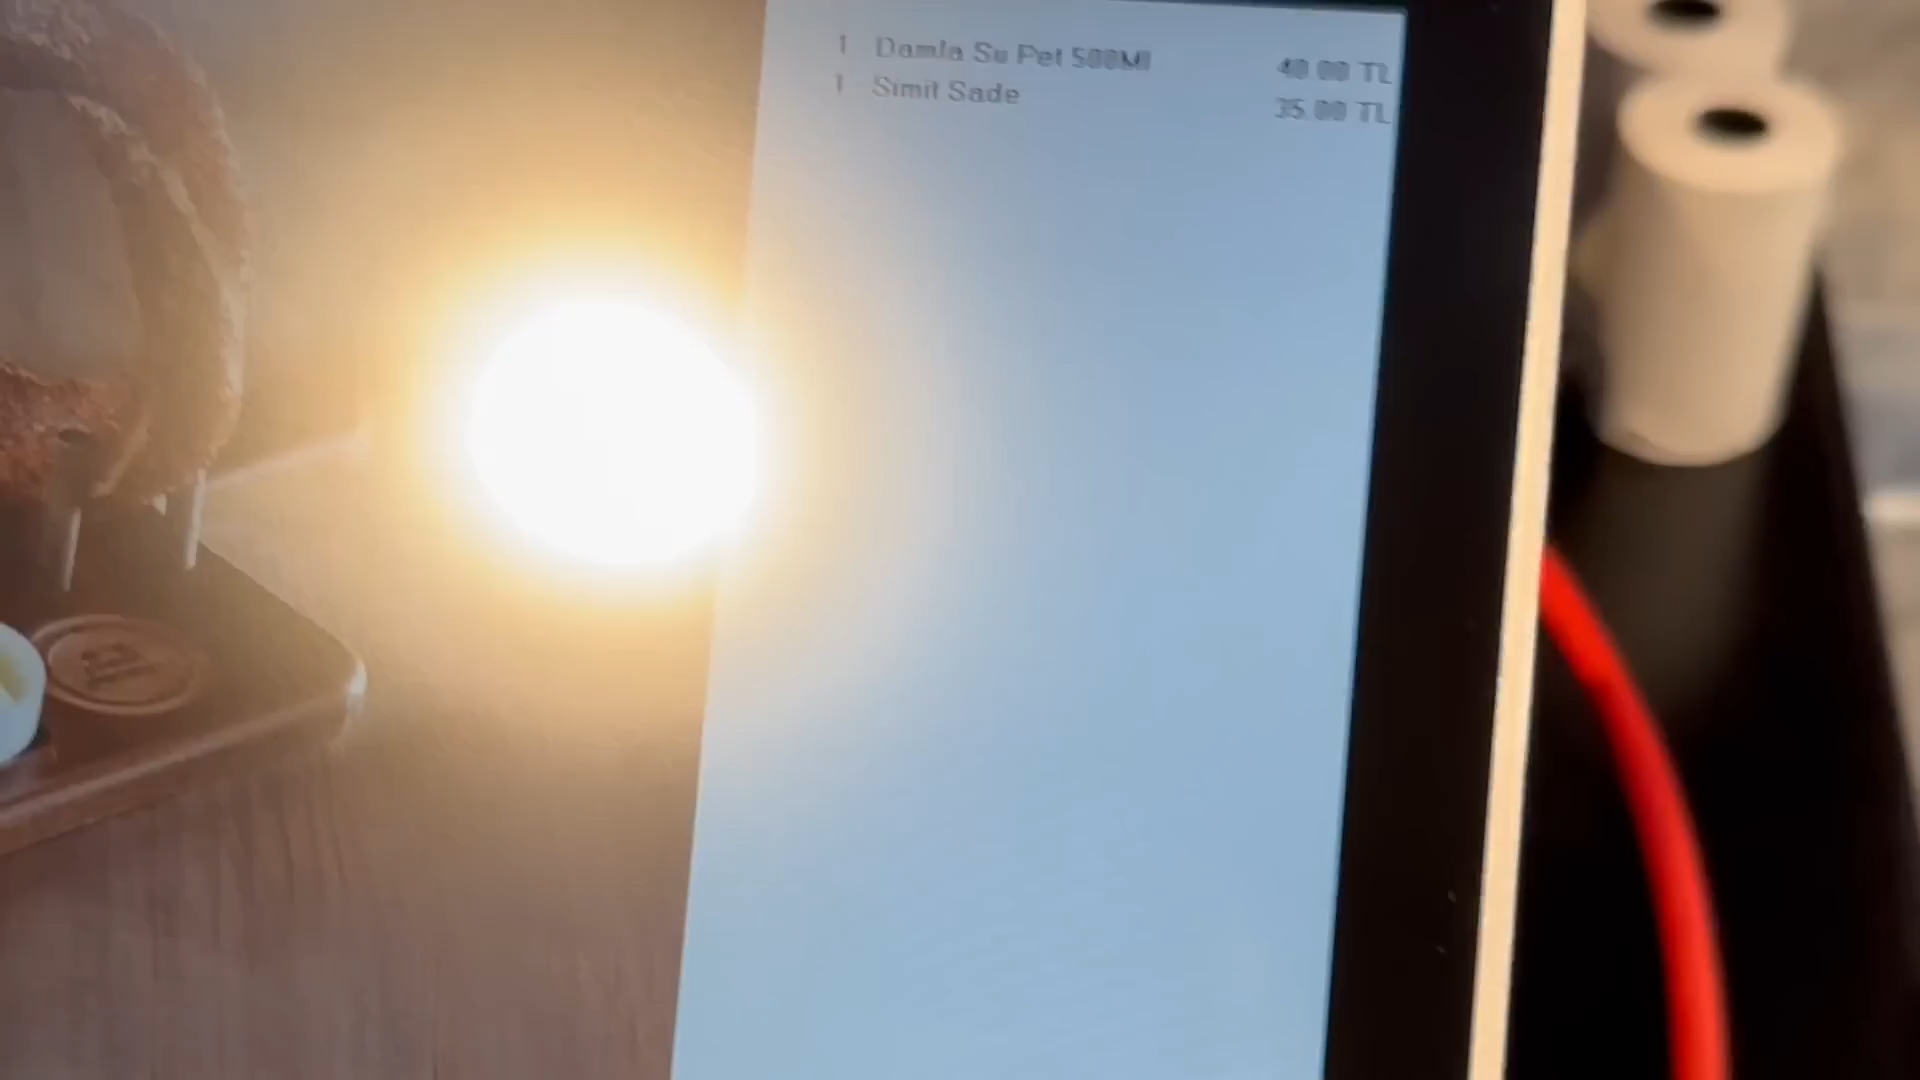 1 Damla Su Pet 500Ml 40.00 TL
1 Simit Sade 35.00 TL